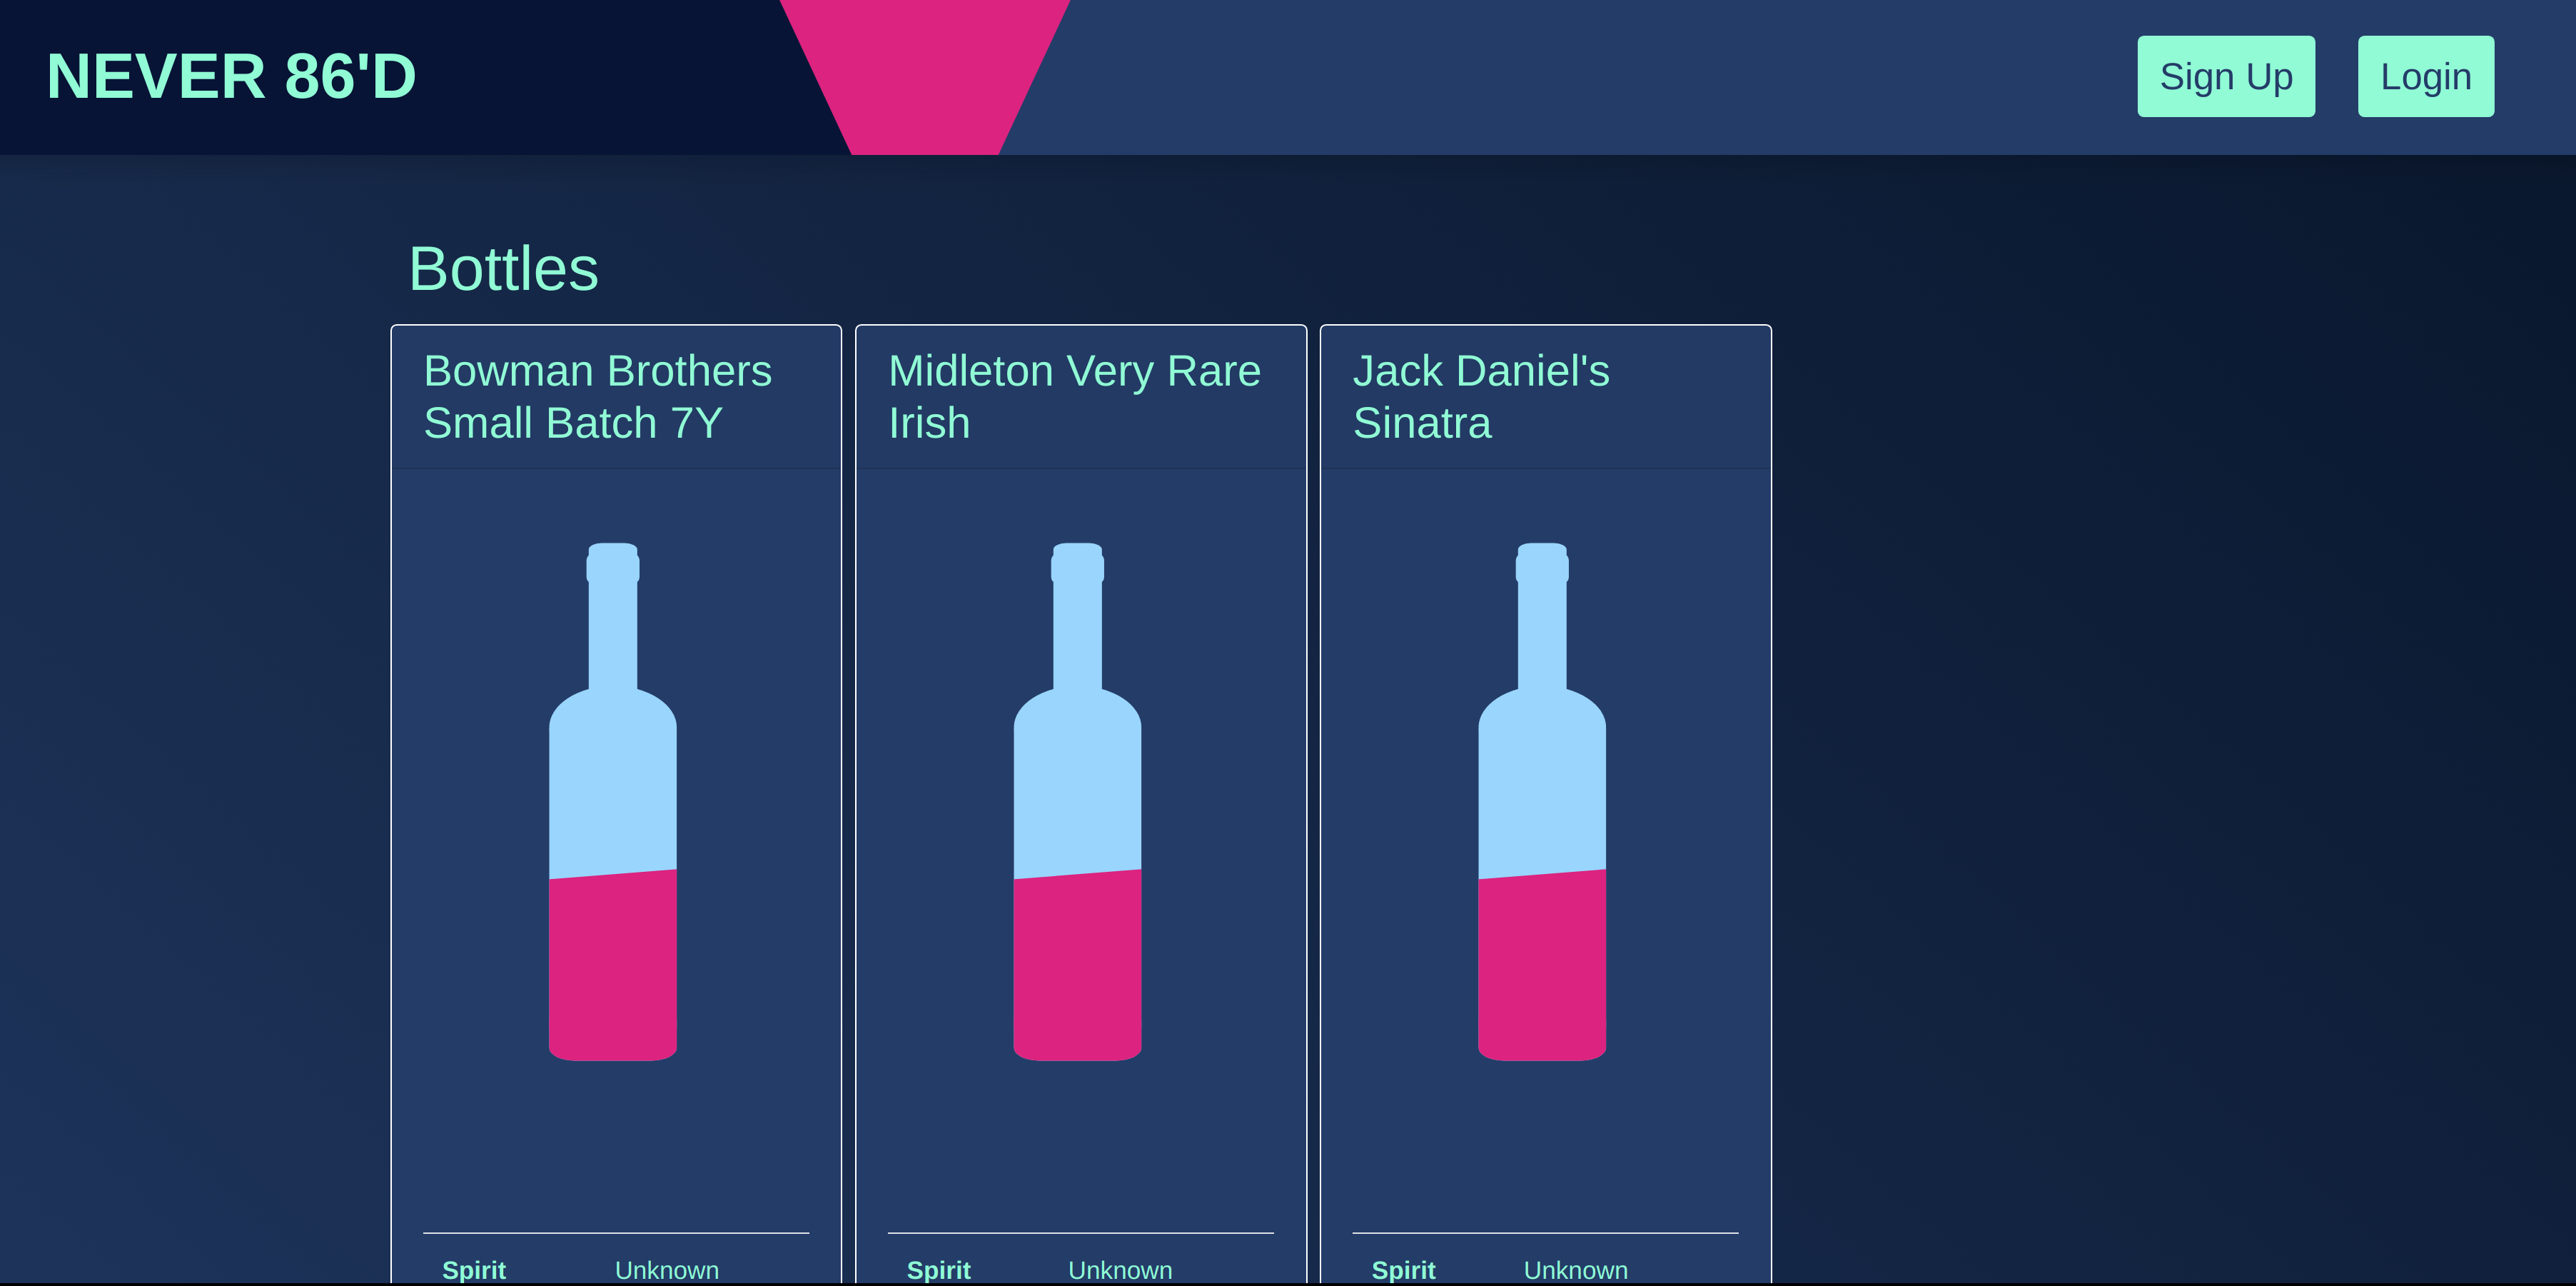 NEVER 86'D
Sign Up
Login
Bottles
Bowman Brothers
Small Batch 7Y
Midleton Very Rare
Irish
Jack Daniel's
Sinatra
Spirit
Unknown
Spirit
Unknown
Spirit
Unknown